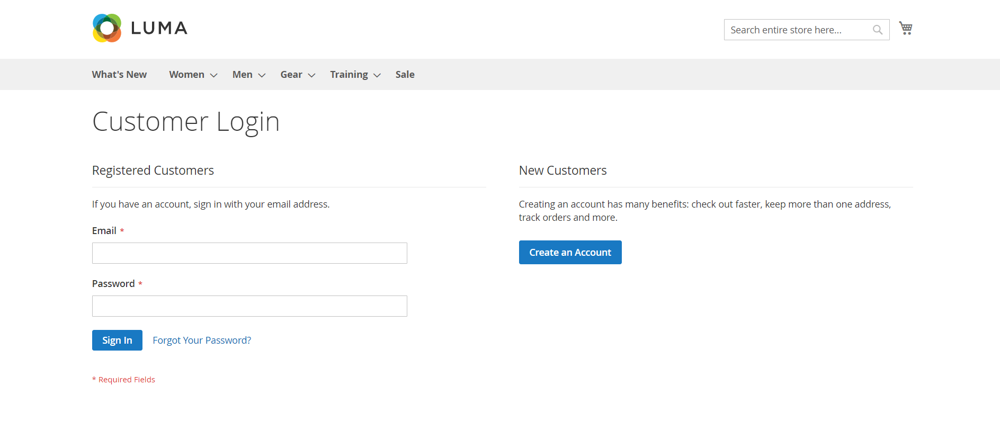 LUMA
Search entire store here...
What's New Women Men Gear Training Sale
Customer Login
Registered Customers
If you have an account, sign in with your email address.
Email *
Password *
Sign In Forgot Your Password?
* Required Fields
New Customers
Creating an account has many benefits: check out faster, keep more than one address,
track orders and more.
Create an Account